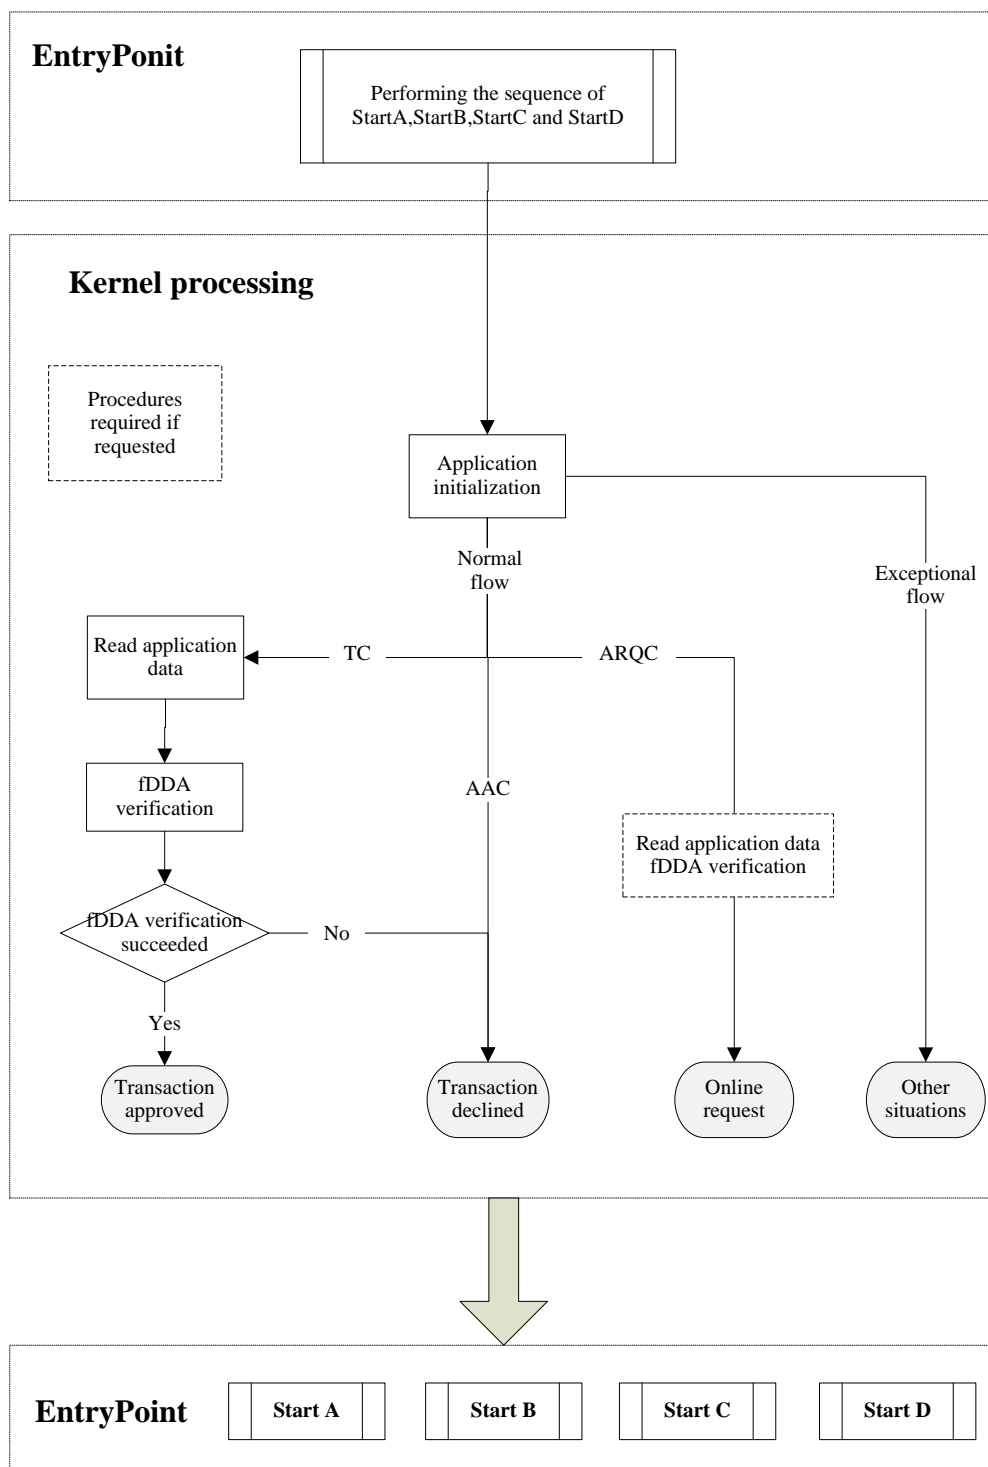 EntryPonit
Performing the sequence of
StartA,StartB,StartC and StartD
Kernel processing
Procedures
required if
requested
Application
initialization
Normal
flow
Exceptional
flow
Read application
data
TC
ARQC
fDDA
verification
AAC
Read application data
fDDA verification
fDDA verification
succeeded
No
Yes
Transaction
approved
Transaction
declined
Online
request
Other
situations
EntryPoint
Start A
Start B
Start C
Start D